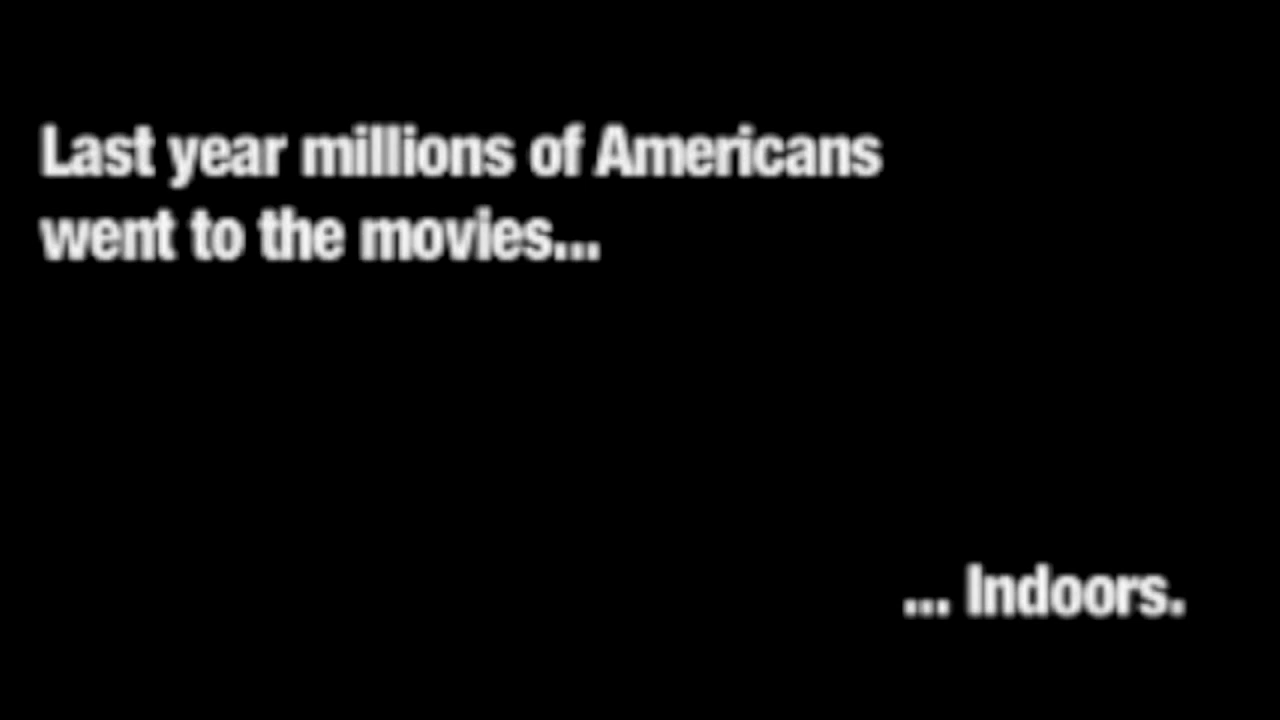 Last year millions of Americans
went to the movies...
... Indoors.